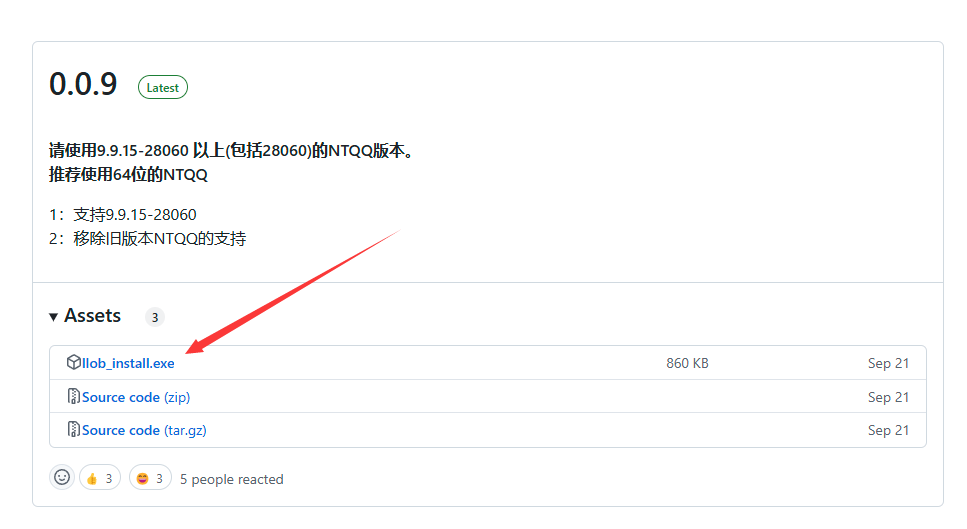 0.0.9 Latest
请使用9.9.15-28060 以上(包括28060)的NTQQ版本。
推荐使用64位的NTQQ
1：支持9.9.15-28060
2：移除旧版本NTQQ的支持
Assets 3
llob_install.exe 860 KB Sep 21
Source code (zip) Sep 21
Source code (tar.gz) Sep 21
3 3 5 people reacted